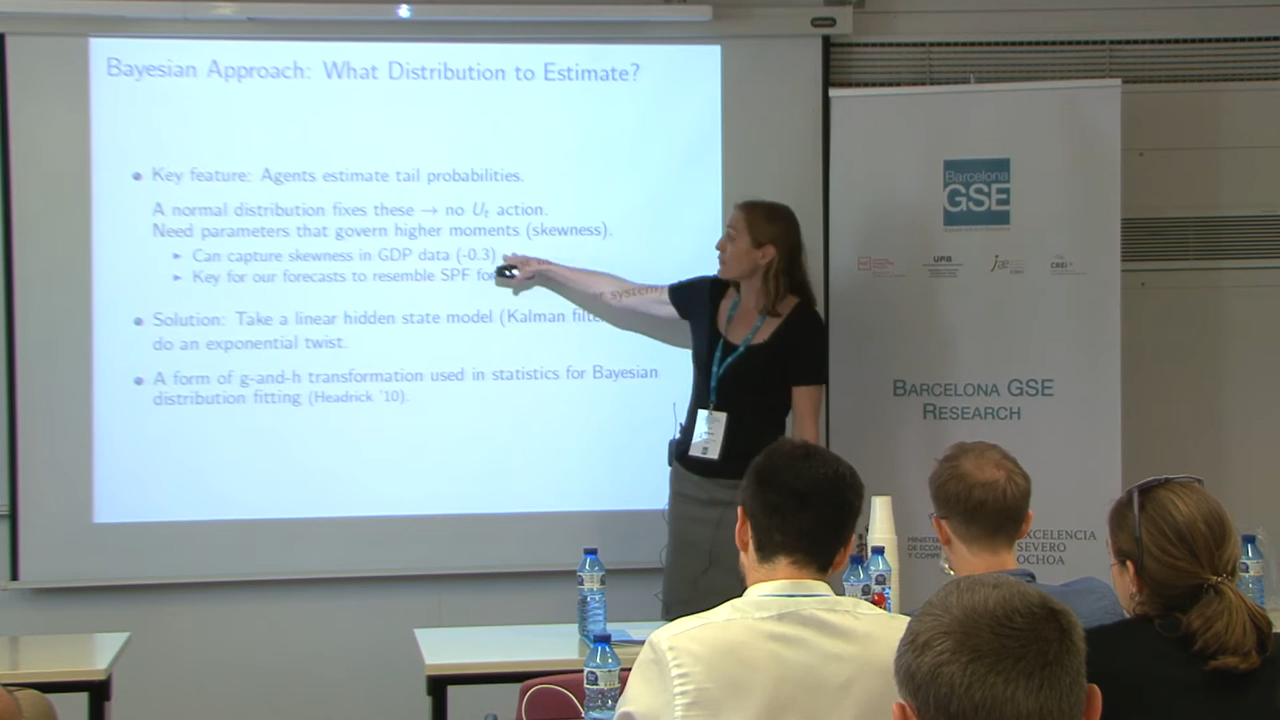 Bayesian Approach: What Distribution to Estimate?
Key feature: Agents estimate tail probabilities.
A normal distribution fixes these → no Uₜ action.
Need parameters that govern higher moments (skewness).
Can capture skewness in GDP data (-0.3)
Key for our forecasts to resemble SPF
Solution: Take a linear hidden state model (Kalman
system)
do an exponential twist.
A form of g-and-h transformation used in statistics for Bayesian
distribution fitting (Headrick '10).
Barcelona
GSE
UAB
CREi
BARCELONA GSE
RESEARCH
EXCELENCIA
SEVERO
OCHOA